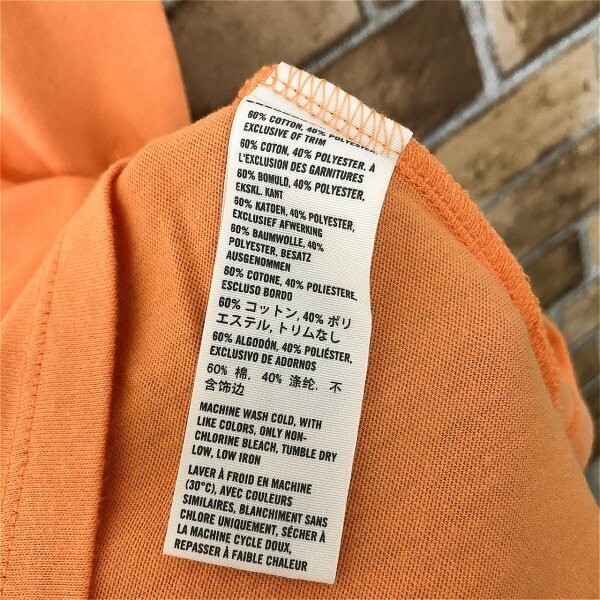 60% COTTON, 40% POLYESTER,
EXCLUSIVE OF TRIM
60% COTON, 40% POLYESTER, À
L'EXCLUSION DES GARNITURES
60% BOMULD, 40% POLYESTER,
EKSKL. KANT
60% KATOEN, 40% POLYESTER,
EXCLUSIEF AFWERKING
60% BAUMWOLLE, 40%
POLYESTER, BESATZ
AUSGENOMMEN
60% COTONE, 40% POLIESTERE,
ESCLUSO BORDO
60% コットン, 40% ポリ
エステル, トリムなし
60% ALGODÓN, 40% POLIÉSTER,
EXCLUSIVO DE ADORNOS
60% 棉, 40% 涤纶, 不
含饰边
MACHINE WASH COLD, WITH
LIKE COLORS, ONLY NON-
CHLORINE BLEACH, TUMBLE DRY
LOW, LOW IRON
LAVER À FROID EN MACHINE
(30°C), AVEC COULEURS
SIMILAIRES, BLANCHIMENT SANS
CHLORE UNIQUEMENT, SÉCHER À
LA MACHINE CYCLE DOUX,
REPASSER À FAIBLE CHALEUR